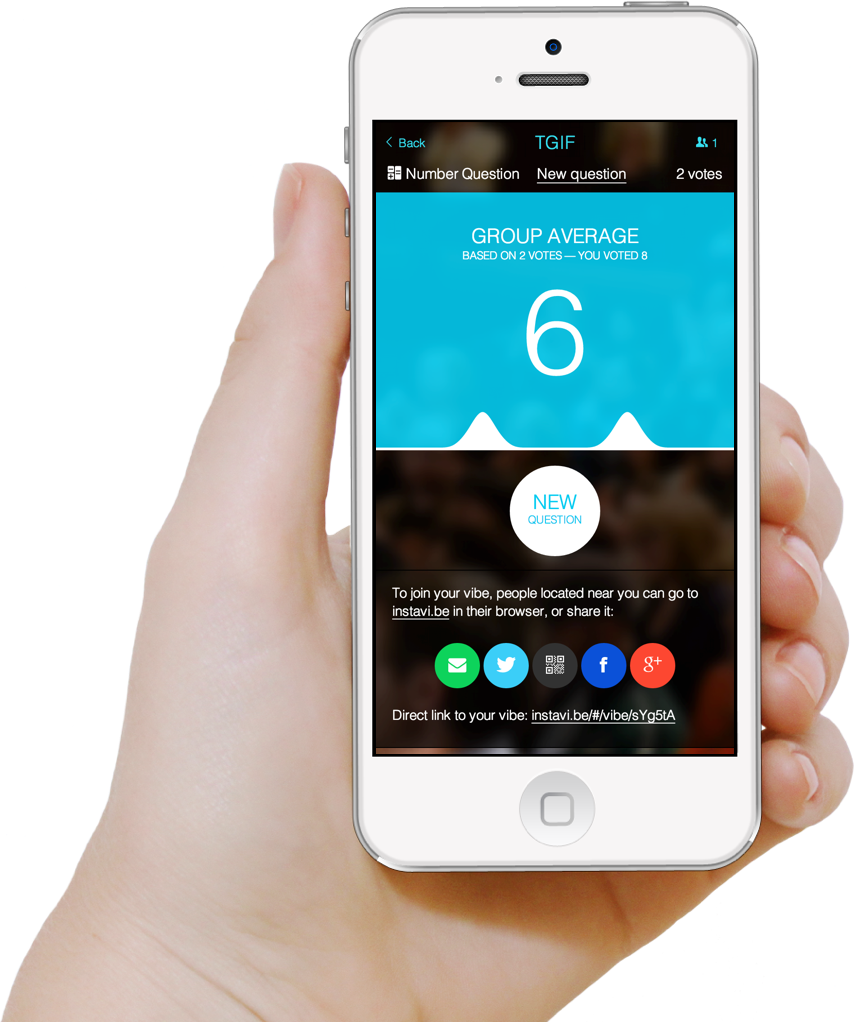 Back TGIF 1
Number Question New question 2 votes
GROUP AVERAGE
BASED ON 2 VOTES — YOU VOTED 8
6
NEW
QUESTION
To join your vibe, people located near you can go to
instavi.be in their browser, or share it:
f g+
Direct link to your vibe: instavi.be/#/vibe/sYg5tA